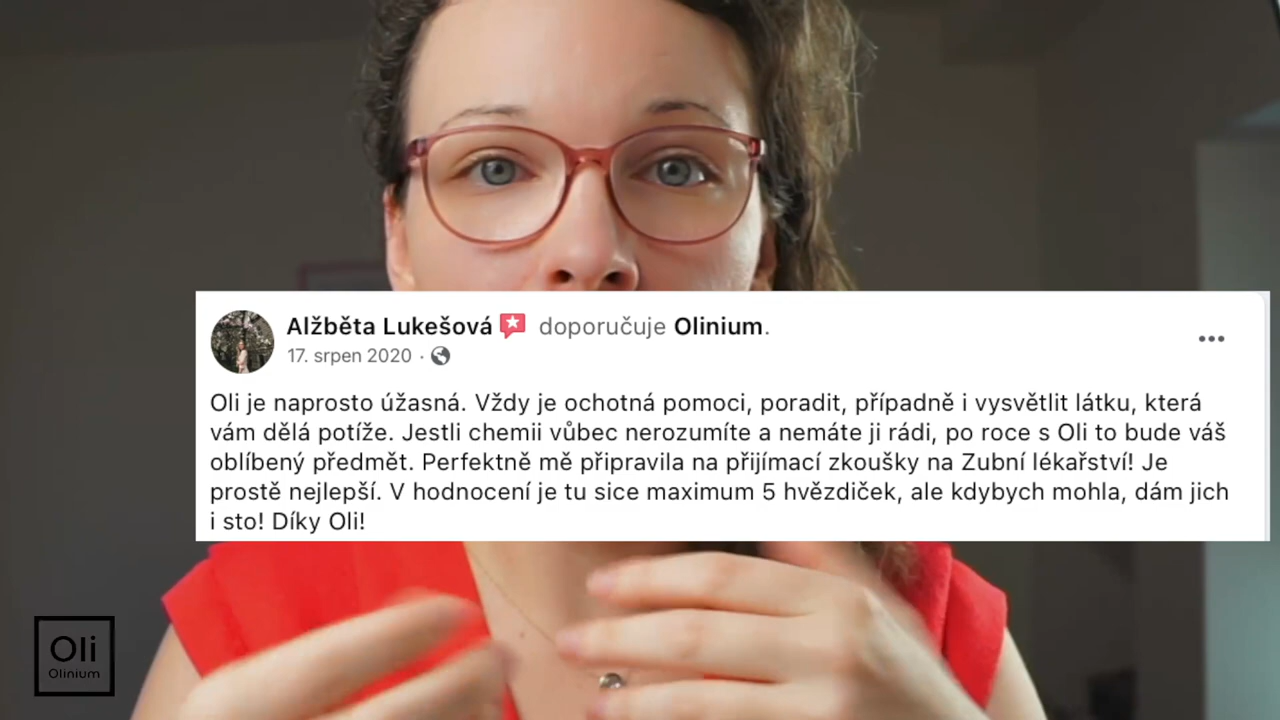 Alžběta Lukešová doporučuje Olinium.
17. srpen 2020 ·
Oli je naprosto úžasná. Vždy je ochotná pomoci, poradit, případně i vysvětlit látku, která
vám dělá potíže. Jestli chemii vůbec nerozumíte a nemáte ji rádi, po roce s Oli to bude váš
oblíbený předmět. Perfektně mě připravila na přijímací zkoušky na Zubní lékařství! Je
prostě nejlepší. V hodnocení je tu sice maximum 5 hvězdiček, ale kdybych mohla, dám jich
i sto! Díky Oli!
Oli
Olinium